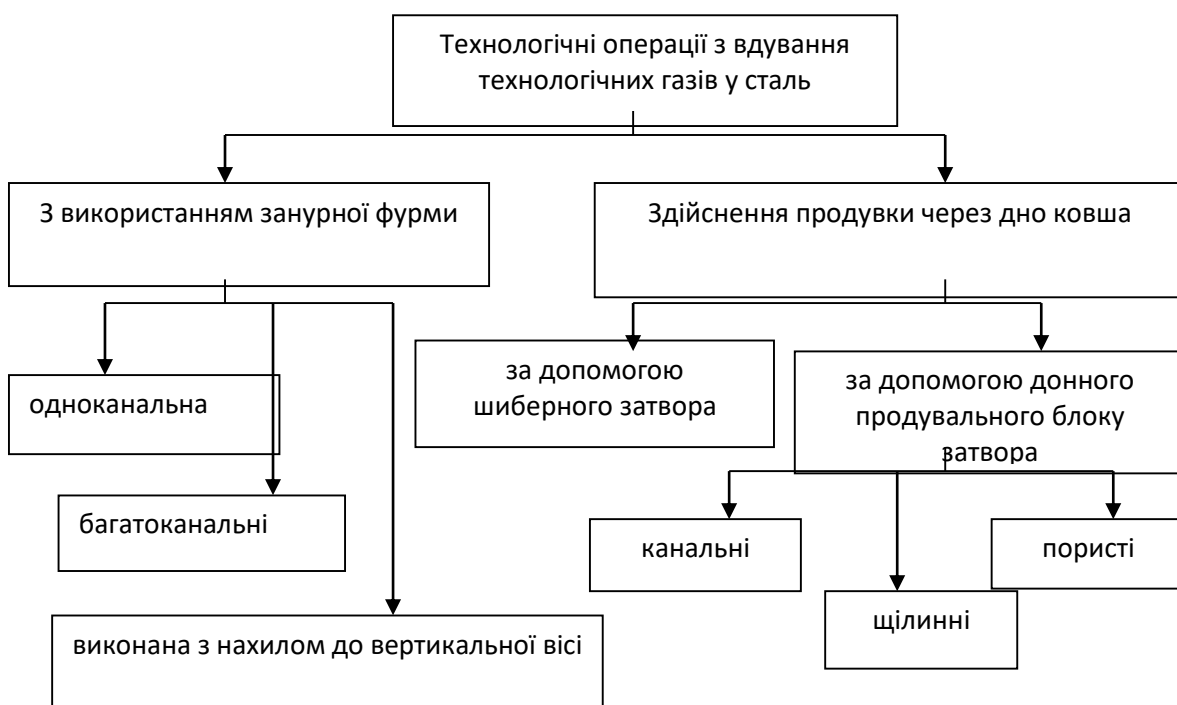 Технологічні операції з вдування
технологічних газів у сталь
З використанням занурної фурми
Здійснення продувки через дно ковша
одноканальна
багатоканальні
виконана з нахилом до вертикальної вісі
за допомогою
шиберного затвора
за допомогою донного
продувального блоку
затвора
канальні
щілинні
пористі